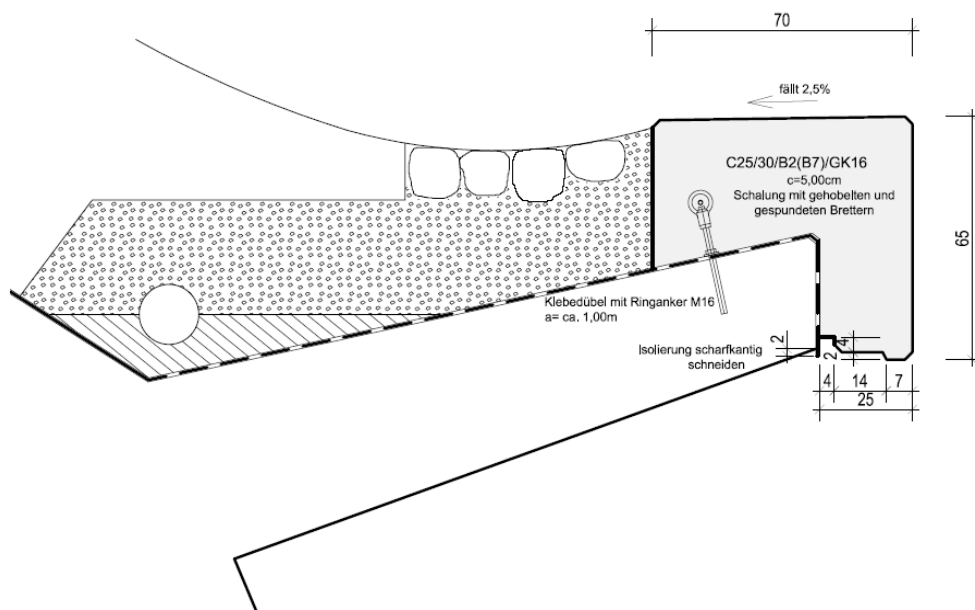 70
fällt 2,5%
C25/30/B2(B7)/GK16
c=5,00cm
Schalung mit gehobelten und
gespundeten Brettern
65
Klebedübel mit Ringanker M16
a= ca. 1,00m
Isolierung scharfkantig
schneiden
2
4
2
4
14
7
25